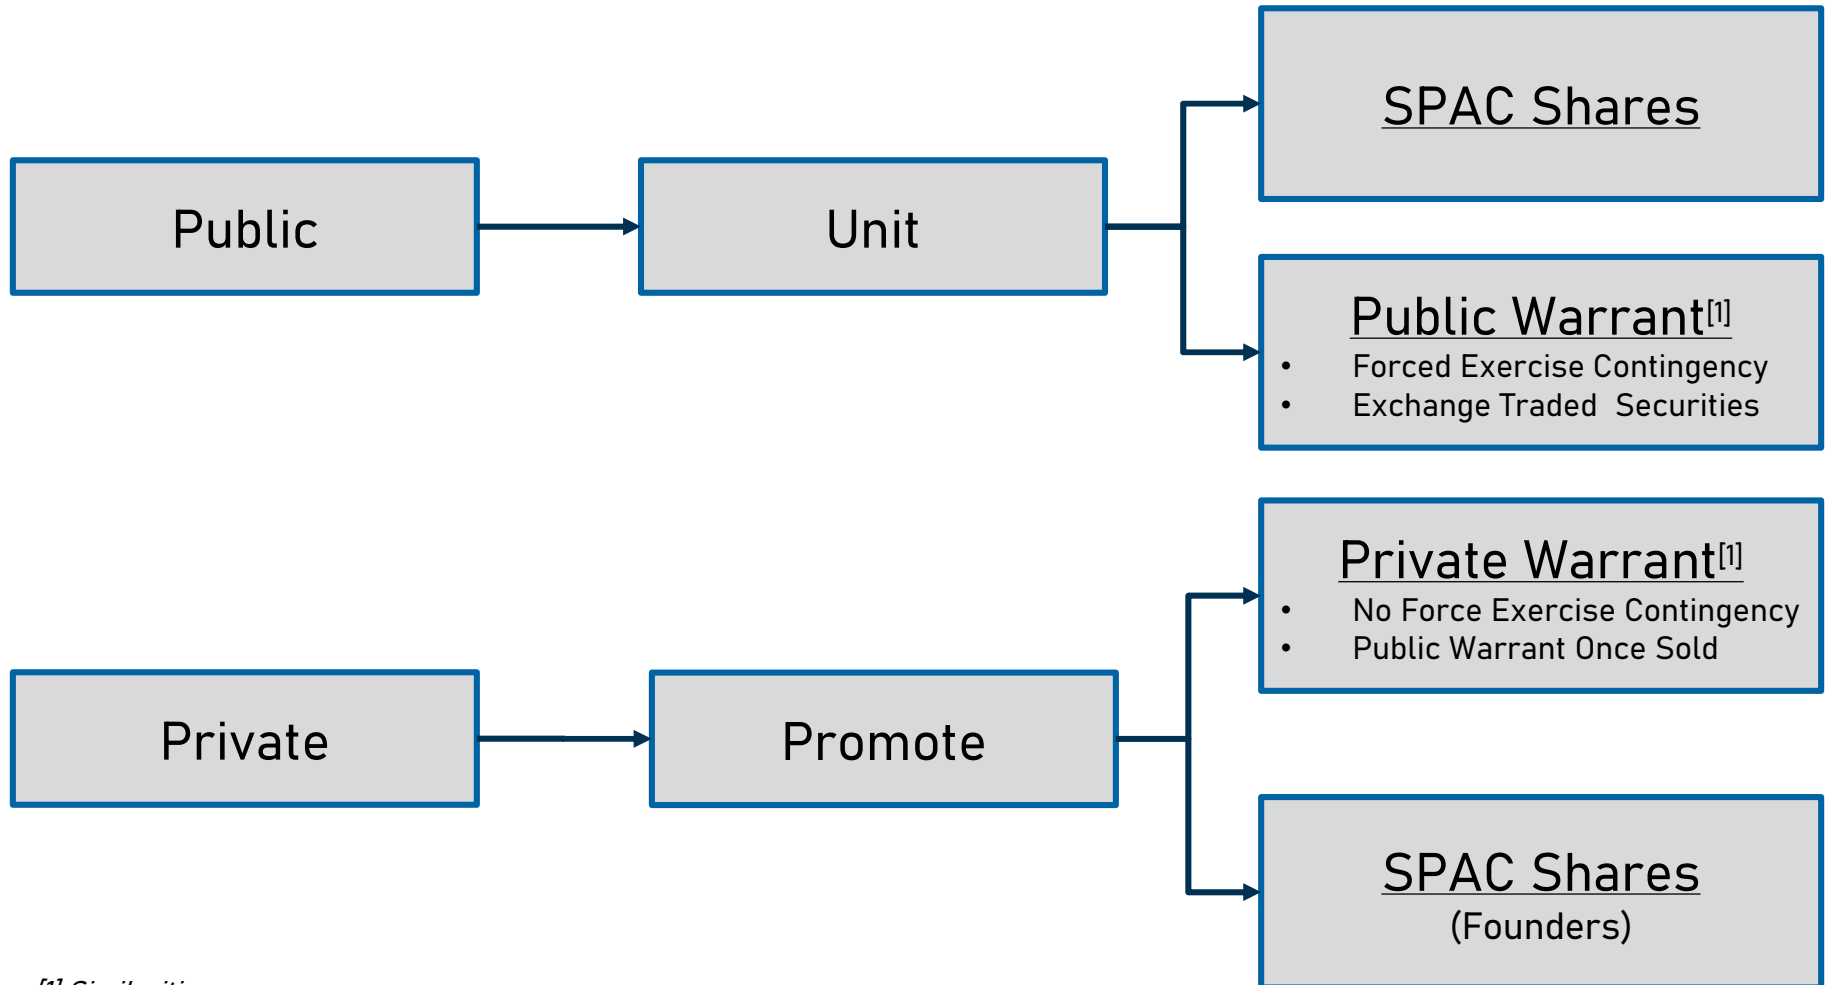 SPAC Shares
Public
Unit
Public Warrant[1]
• Forced Exercise Contingency
• Exchange Traded Securities
Private Warrant[1]
• No Force Exercise Contingency
• Public Warrant Once Sold
Private
Promote
SPAC Shares
(Founders)
[1]